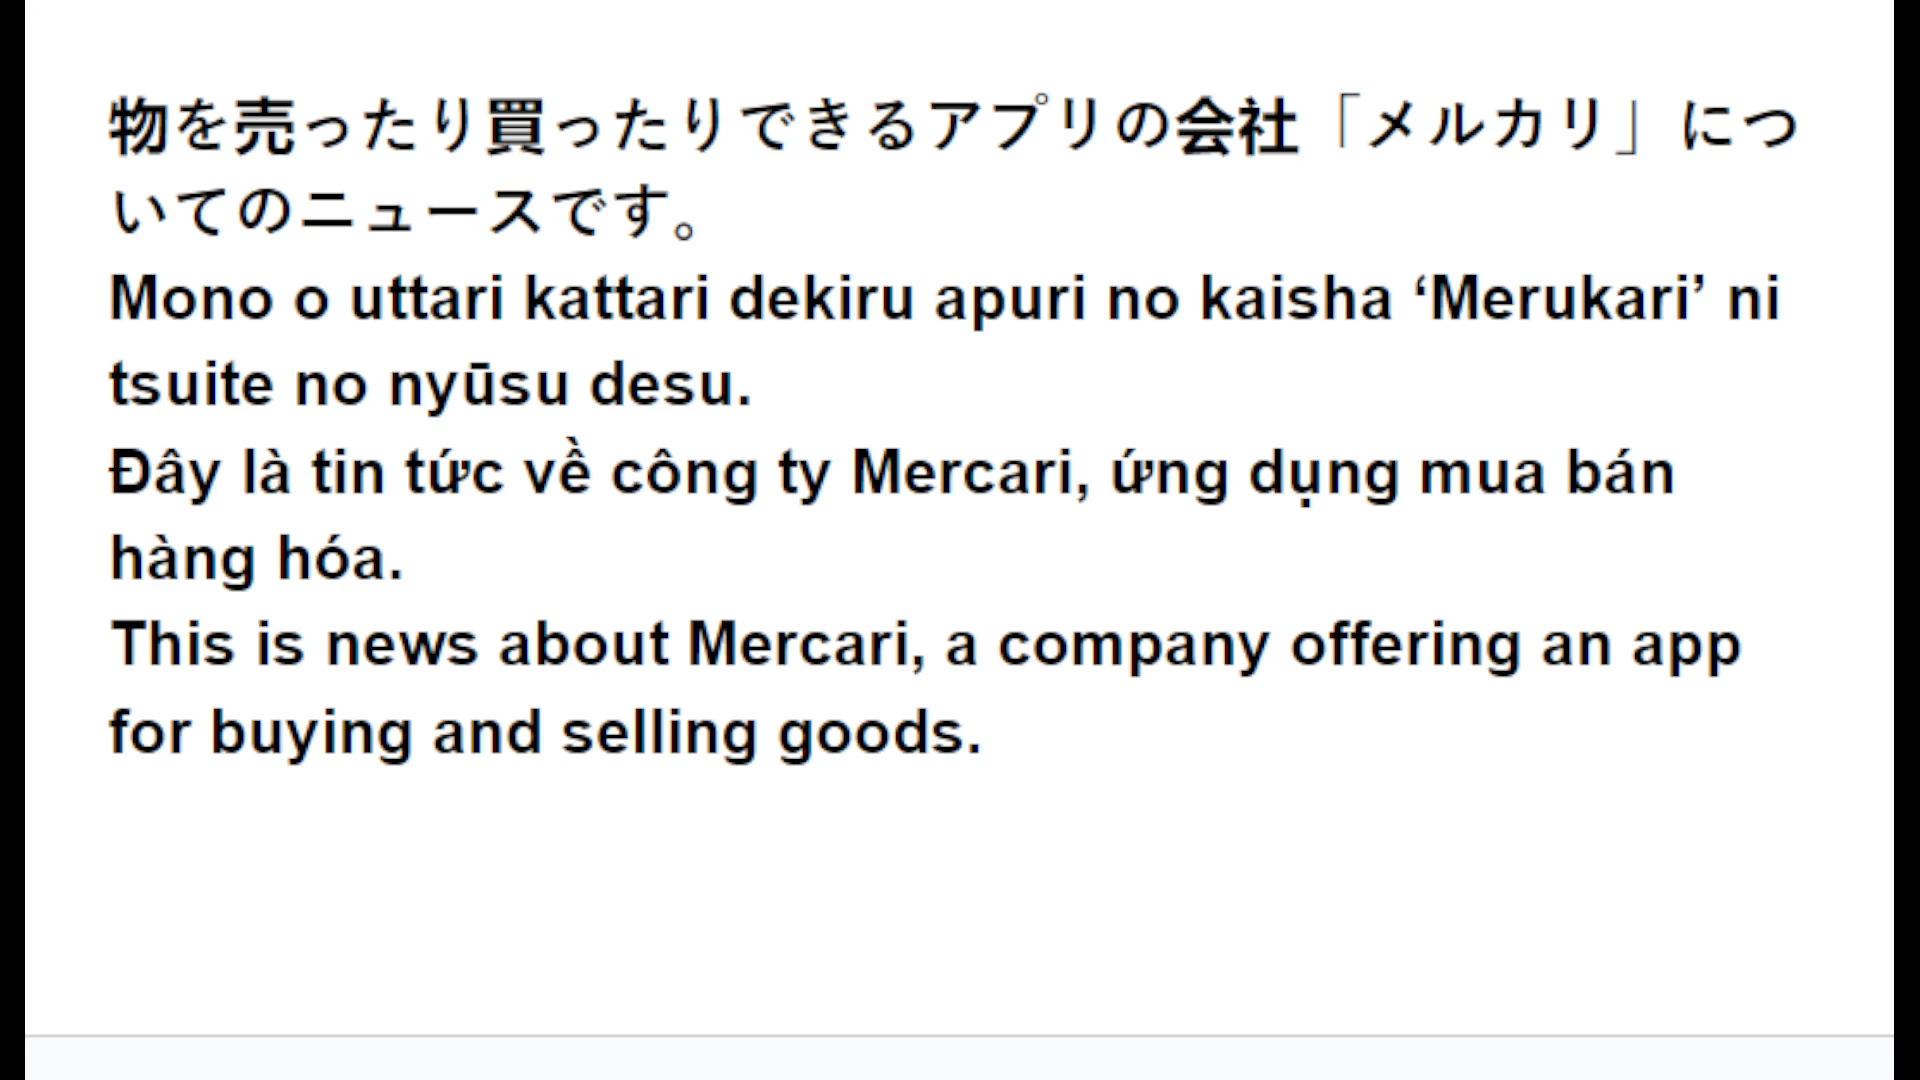 物を売ったり買ったりできるアプリの会社「メルカリ」につ
いてのニュースです。
Mono o uttari kattari dekiru apuri no kaisha ‘Merukari’ ni
tsuite no nyūsu desu.
Đây là tin tức về công ty Mercari, ứng dụng mua bán
hàng hóa.
This is news about Mercari, a company offering an app
for buying and selling goods.